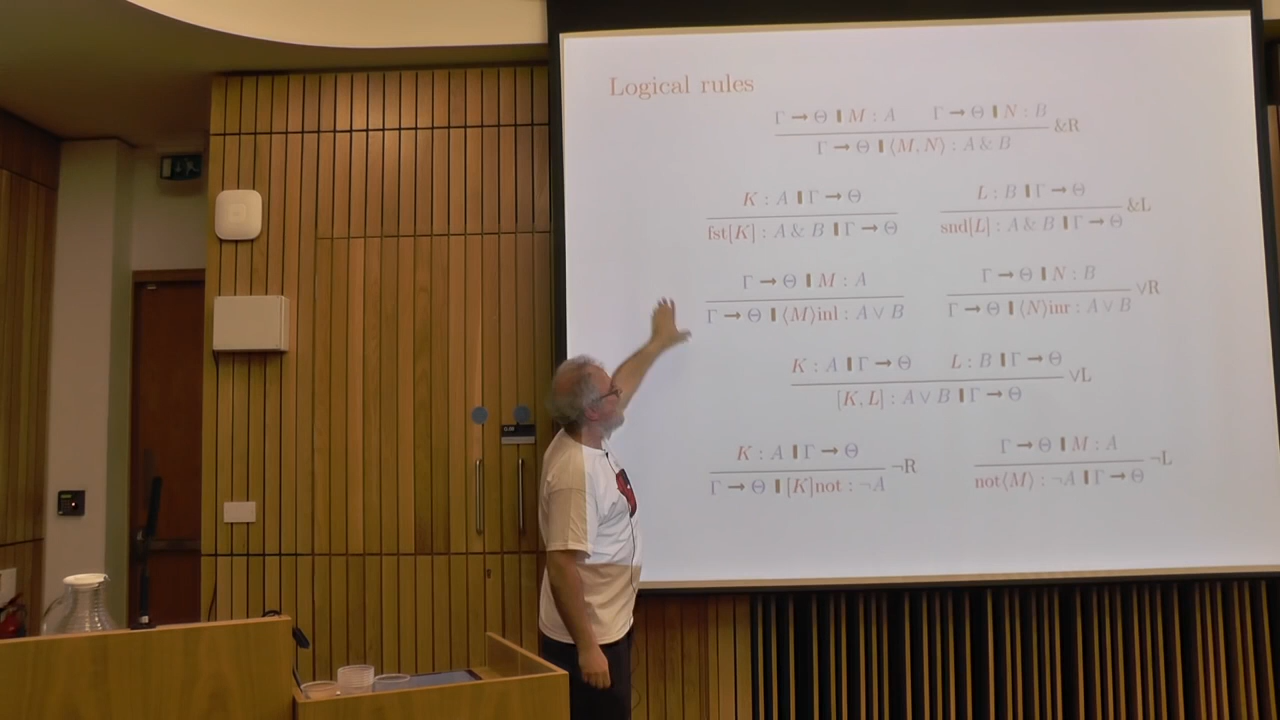 Logical rules
Γ → Θ ❙ M : A    Γ → Θ ❙ N : B
&R
Γ → Θ ❙ ⟨M, N⟩ : A & B
K : A ❙ Γ → Θ    L : B ❙ Γ → Θ
&L
fst[K] : A & B ❙ Γ → Θ    snd[L] : A & B ❙ Γ → Θ
Γ → Θ ❙ M : A    Γ → Θ ❙ N : B
∨R
Γ → Θ ❙ ⟨M⟩inl : A ∨ B    Γ → Θ ❙ ⟨N⟩inr : A ∨ B
K : A ❙ Γ → Θ    L : B ❙ Γ → Θ
∨L
[K, L] : A ∨ B ❙ Γ → Θ
K : A ❙ Γ → Θ    Γ → Θ ❙ M : A
¬R    ¬L
Γ → Θ ❙ [K]not : ¬A    not⟨M⟩ : ¬A ❙ Γ → Θ